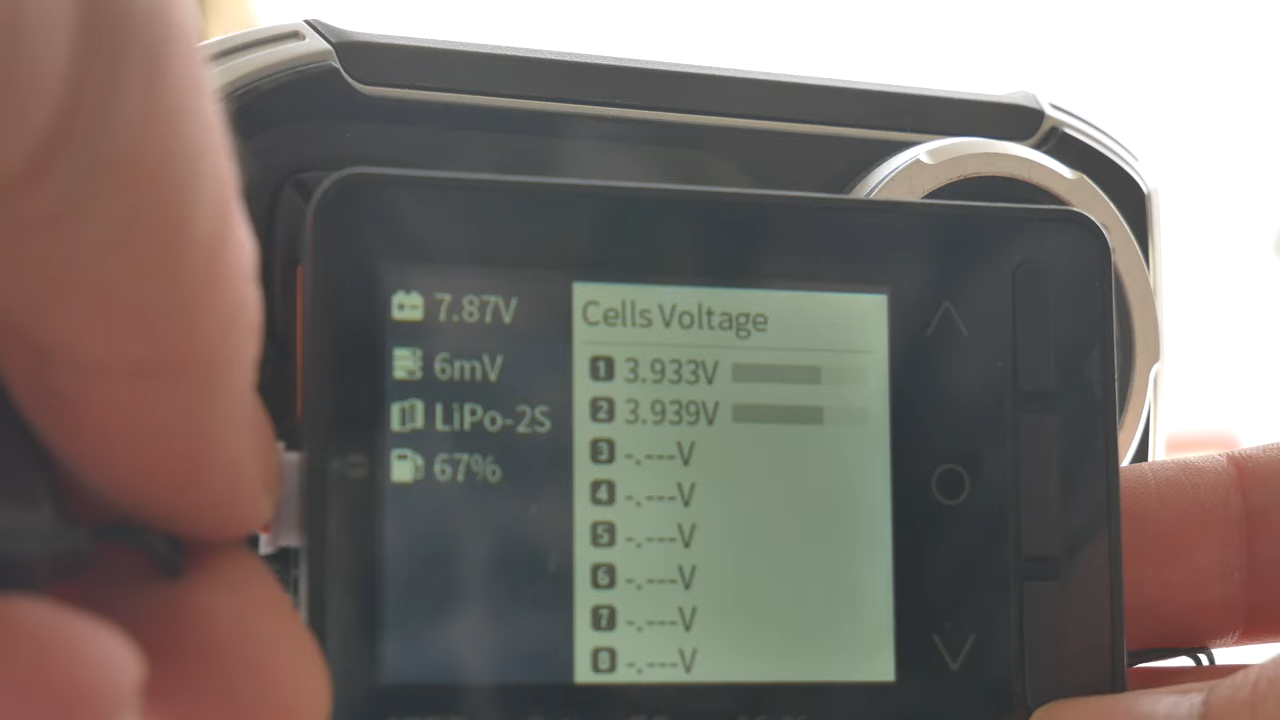 7.87V
6mV
LiPo-2S
67%
Cells Voltage
1 3.933V
2 3.939V
3 -.---V
4 -.---V
5 -.---V
6 -.---V
7 -.---V
8 -.---V